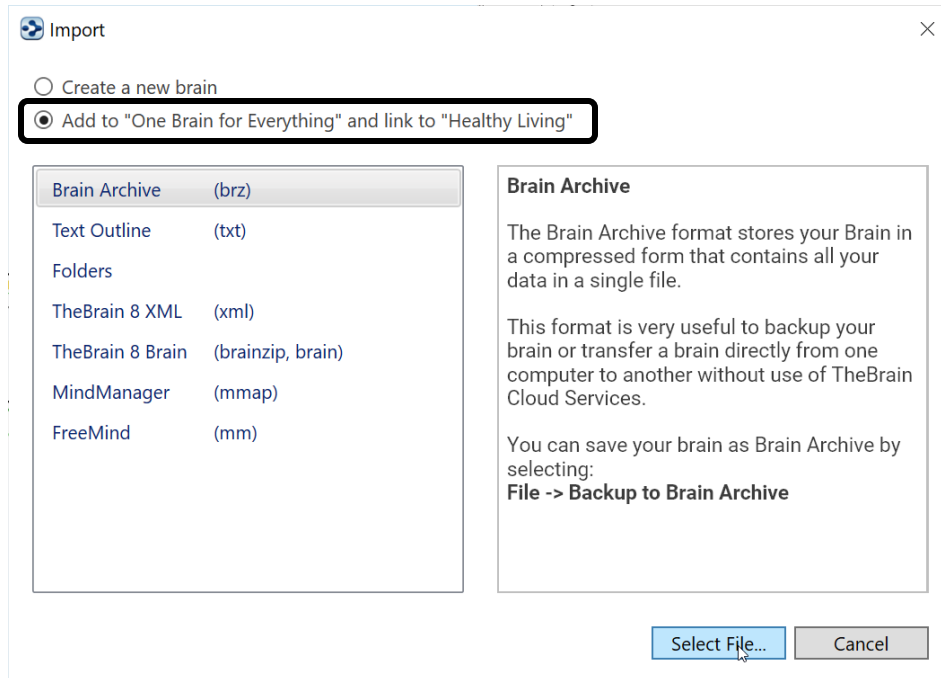 Import
Create a new brain
Add to "One Brain for Everything" and link to "Healthy Living"
Brain Archive (brz)
Text Outline (txt)
Folders
TheBrain 8 XML (xml)
TheBrain 8 Brain (brainzip, brain)
MindManager (mmap)
FreeMind (mm)
Brain Archive
The Brain Archive format stores your Brain in
a compressed form that contains all your
data in a single file.
This format is very useful to backup your
brain or transfer a brain directly from one
computer to another without use of TheBrain
Cloud Services.
You can save your brain as Brain Archive by
selecting:
File -> Backup to Brain Archive
Select File... Cancel